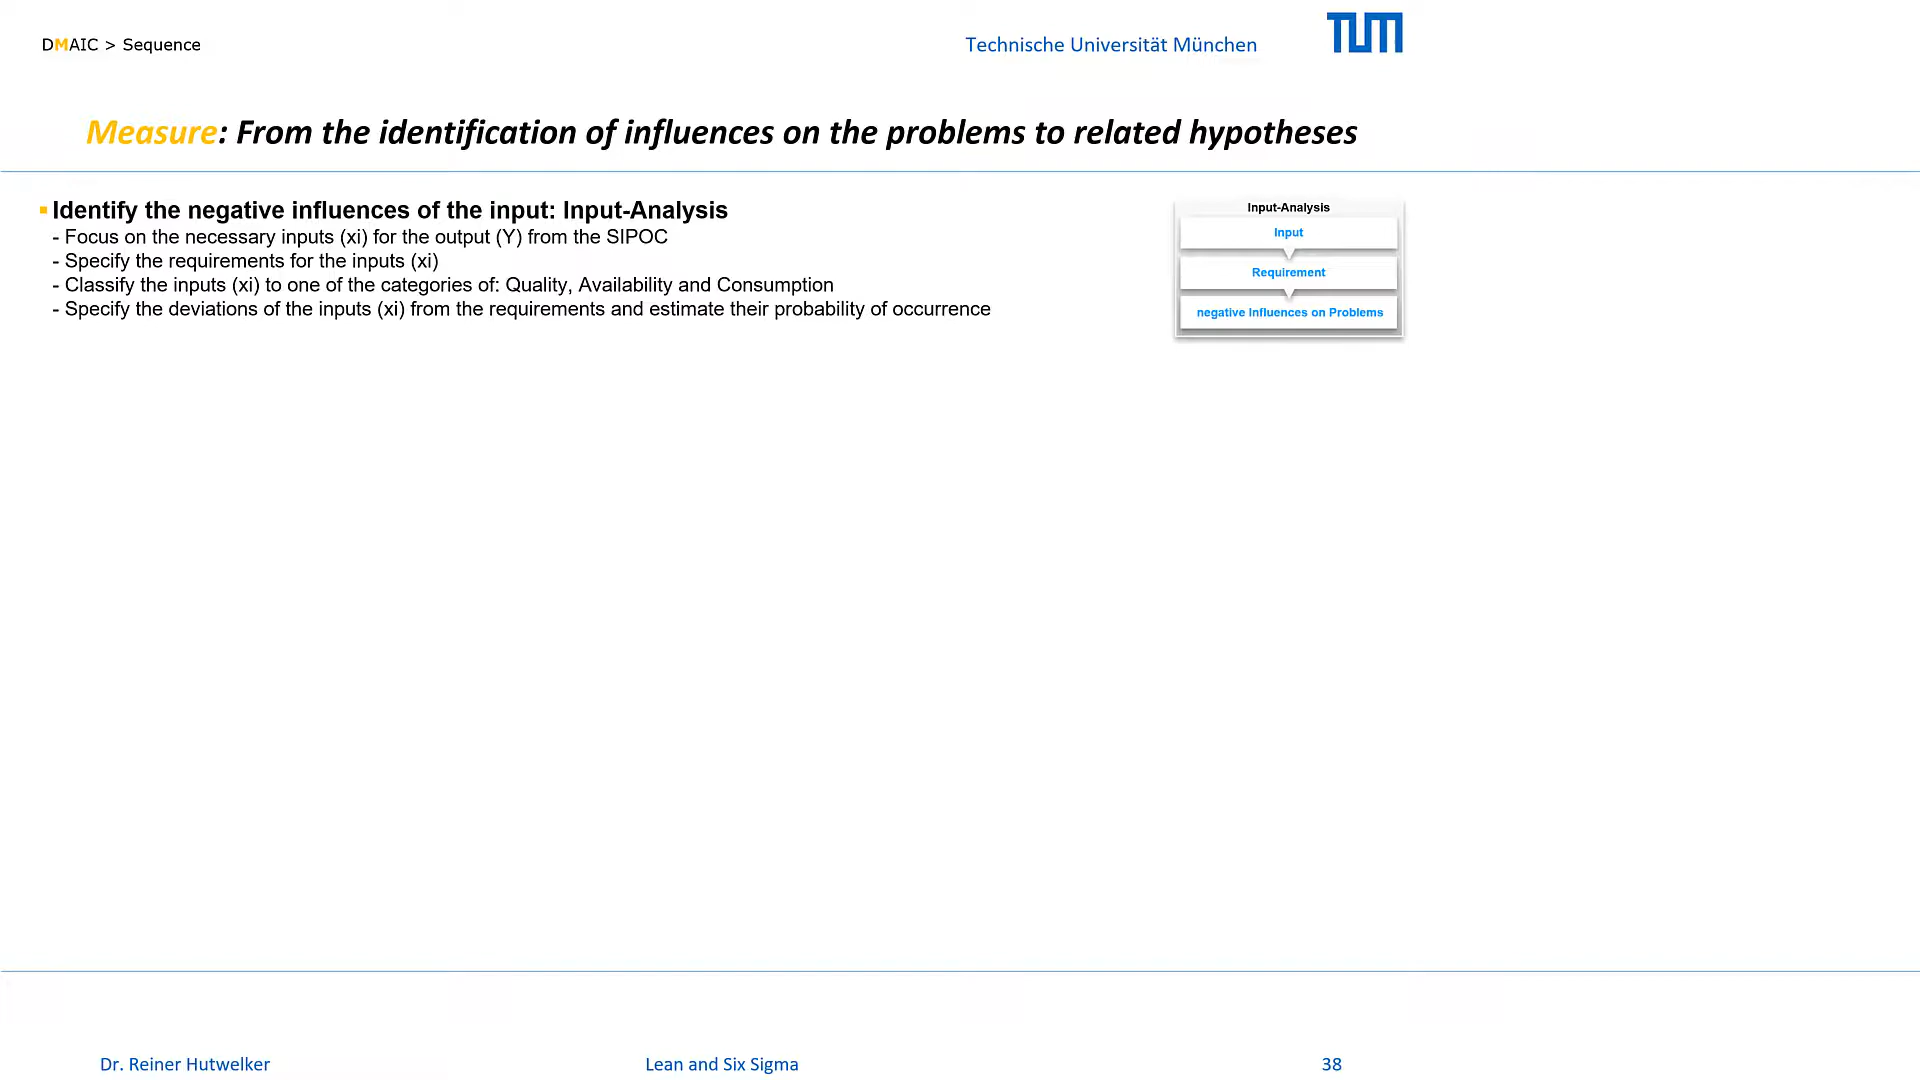 DMAIC > Sequence
Technische Universität München
TUM
Measure: From the identification of influences on the problems to related hypotheses
Identify the negative influences of the input: Input-Analysis
- Focus on the necessary inputs (xi) for the output (Y) from the SIPOC
- Specify the requirements for the inputs (xi)
- Classify the inputs (xi) to one of the categories of: Quality, Availability and Consumption
- Specify the deviations of the inputs (xi) from the requirements and estimate their probability of occurrence
Input-Analysis
Input
Requirement
negative Influences on Problems
Dr. Reiner Hutwelker
Lean and Six Sigma
38